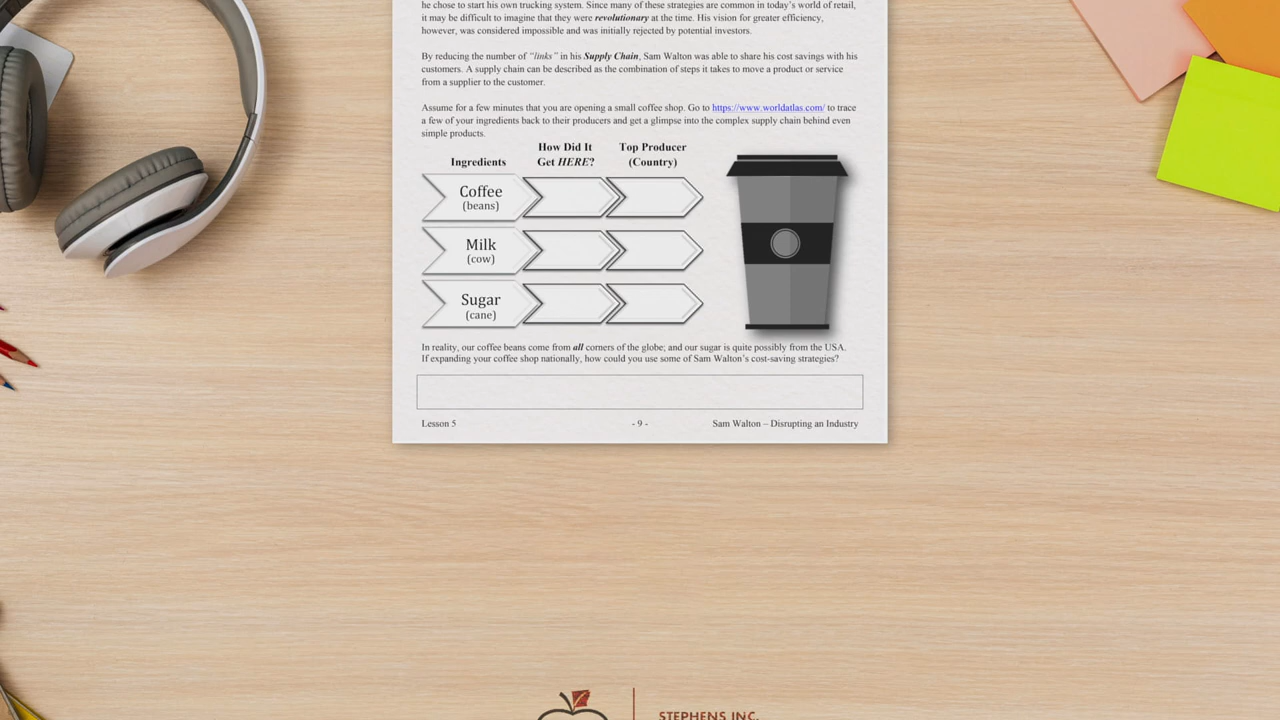 he chose to start his own trucking system. Since many of these strategies are common in today's world of retail,
it may be difficult to imagine that they were revolutionary at the time. His vision for greater efficiency,
however, was considered impossible and was initially rejected by potential investors.
By reducing the number of "links" in his Supply Chain, Sam Walton was able to share his cost savings with his
customers. A supply chain can be described as the combination of steps it takes to move a product or service
from a supplier to the customer.
Assume for a few minutes that you are opening a small coffee shop. Go to https://www.worldatlas.com/ to trace
a few of your ingredients back to their producers and get a glimpse into the complex supply chain behind even
simple products.
Ingredients
How Did It
Get HERE?
Top Producer
(Country)
Coffee
(beans)
Milk
(cow)
Sugar
(cane)
In reality, our coffee beans come from all corners of the globe; and our sugar is quite possibly from the USA.
If expanding your coffee shop nationally, how could you use some of Sam Walton's cost-saving strategies?
Lesson 5 - 9 - Sam Walton – Disrupting an Industry
STEPHENS INC.